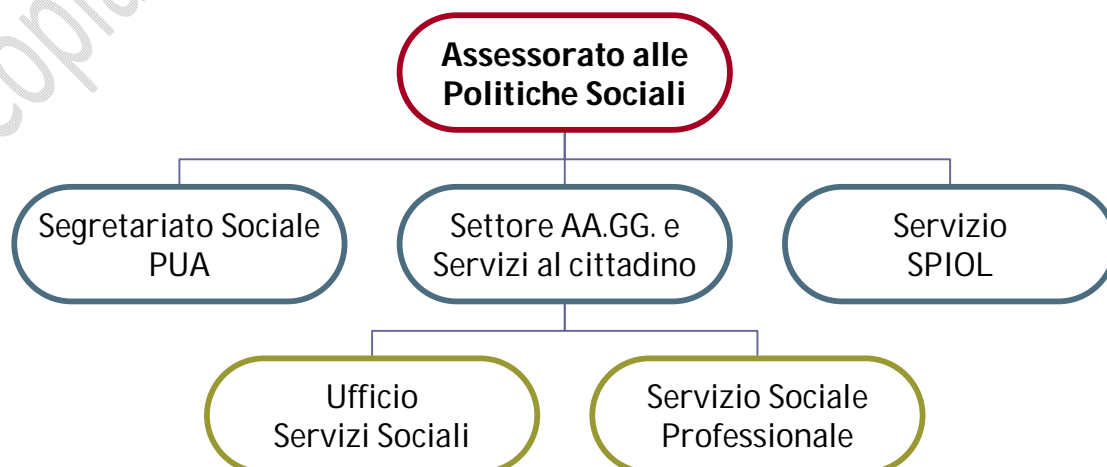 Assessorato alle
Politiche Sociali
Segretariato Sociale
PUA
Settore AA.GG. e
Servizi al cittadino
Servizio
SPIOL
Ufficio
Servizi Sociali
Servizio Sociale
Professionale